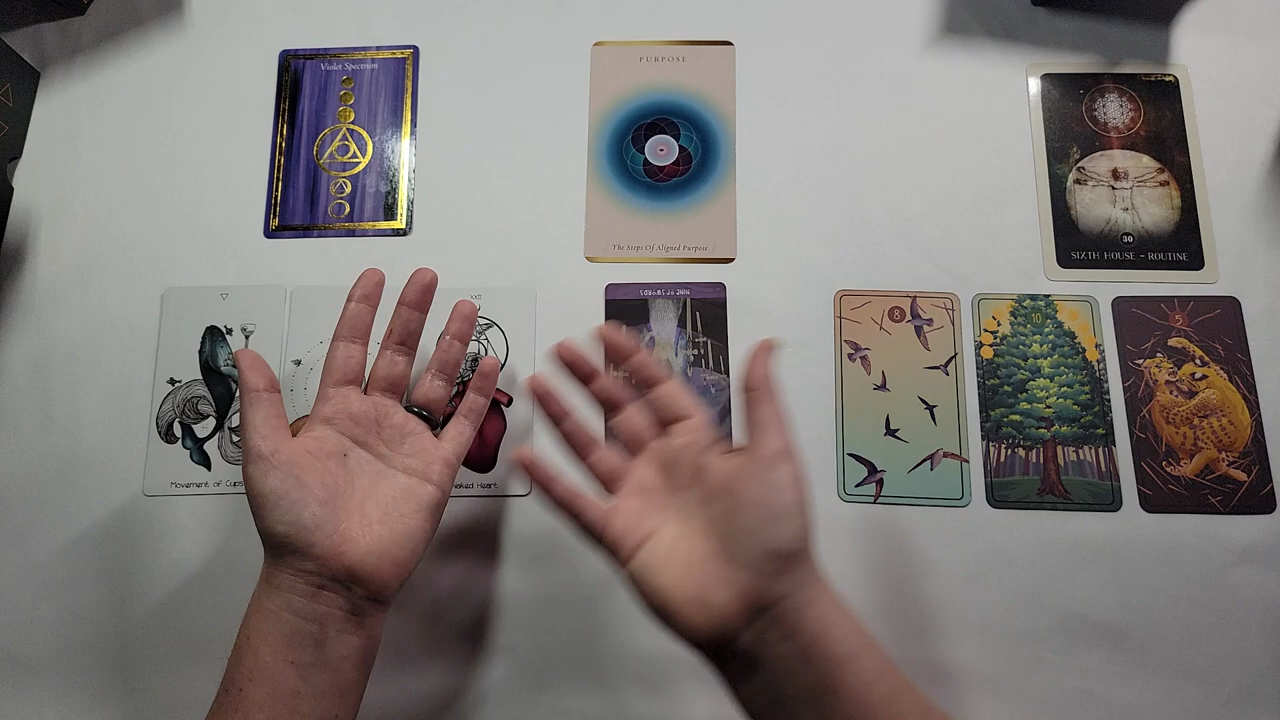 Violet Spectrum
PURPOSE
The Steps Of Aligned Purpose
30
SIXTH HOUSE - ROUTINE
Movement of Cups
XXII
Naked Heart
NINE OF SWORDS
8
10
5